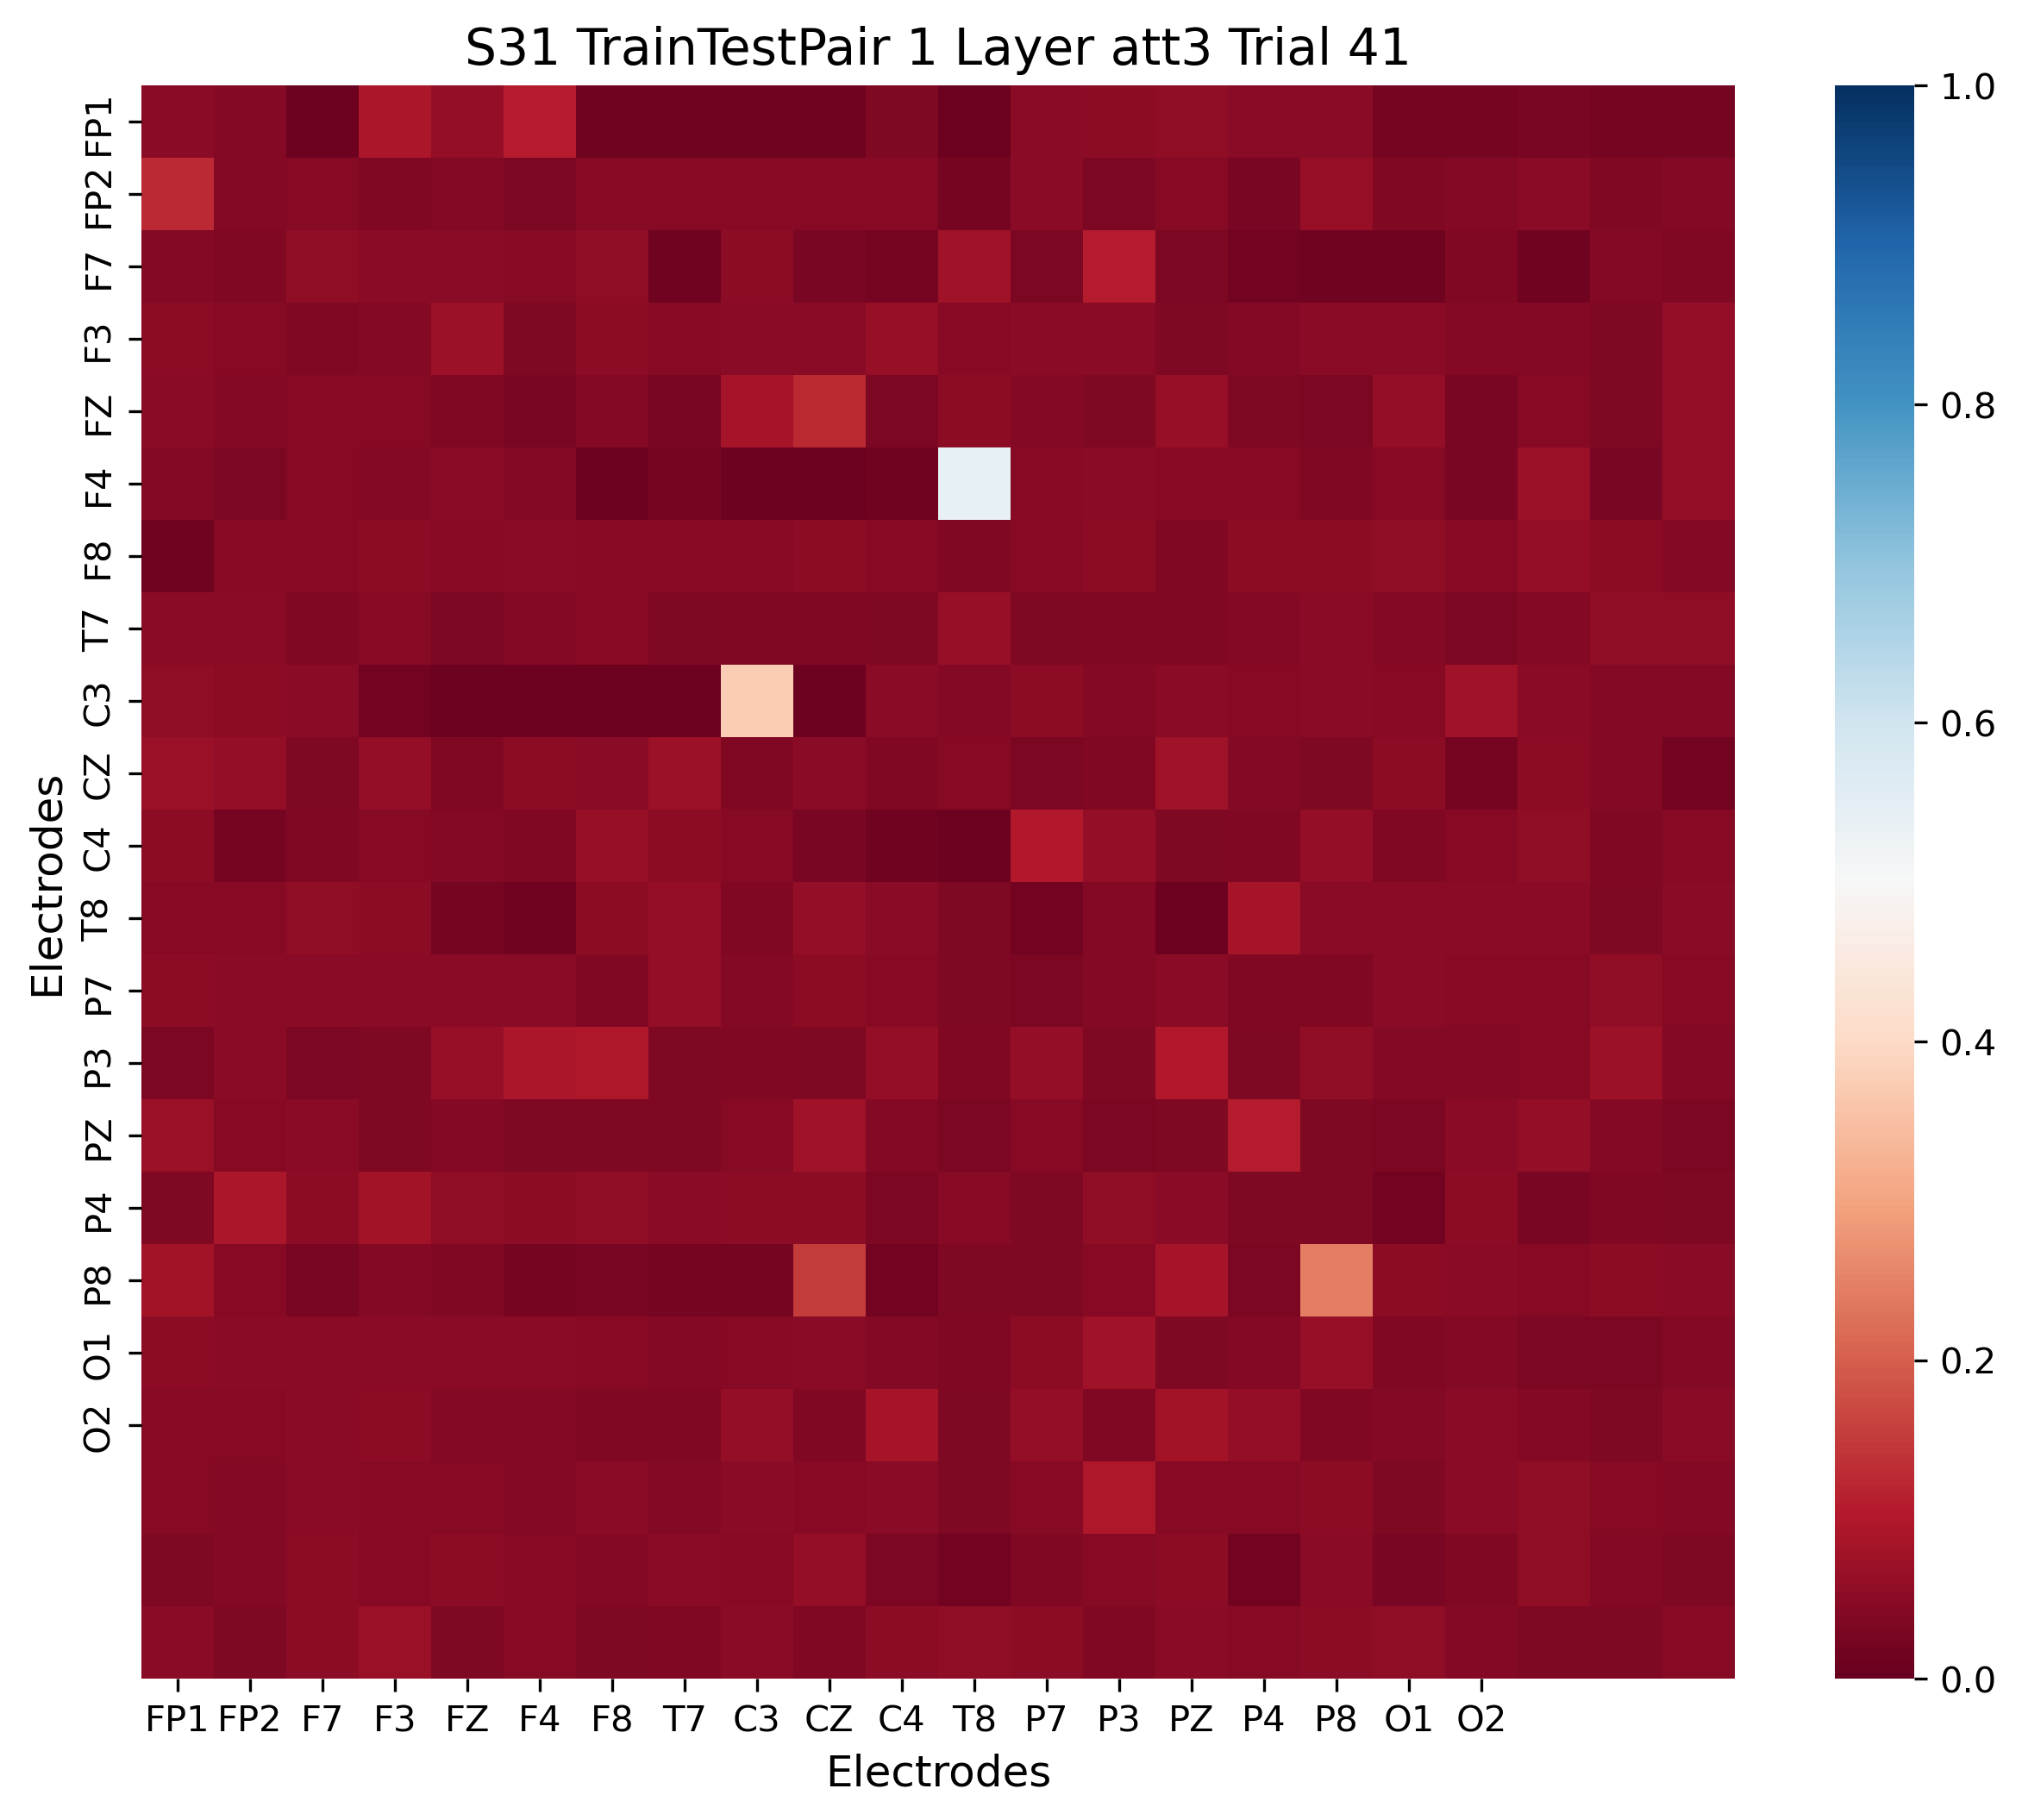 S31 TrainTestPair 1 Layer att3 Trial 41
Electrodes
FP1
FP2
F7
F3
FZ
F4
F8
T7
C3
CZ
C4
T8
P7
P3
PZ
P4
P8
O1
O2
FP1 FP2 F7 F3 FZ F4 F8 T7 C3 CZ C4 T8 P7 P3 PZ P4 P8 O1 O2
Electrodes
1.0
0.8
0.6
0.4
0.2
0.0